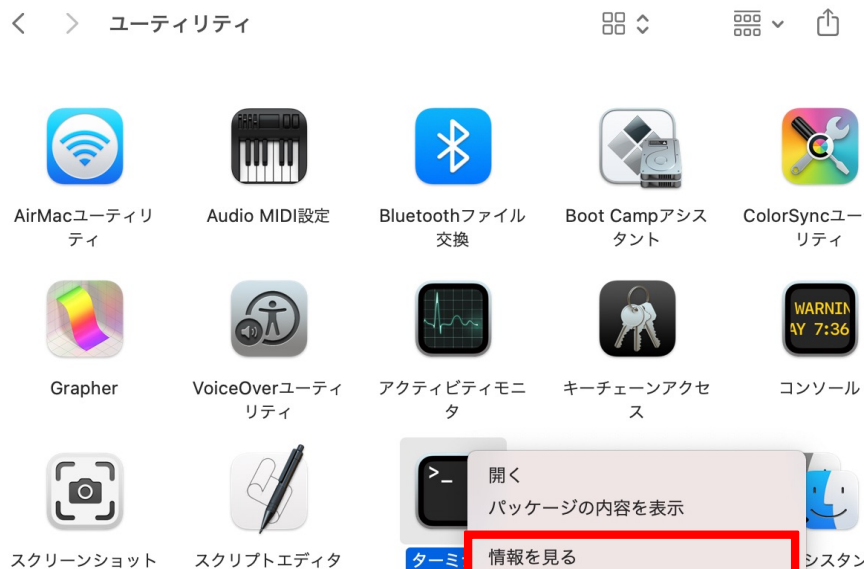 ユーティリティ
AirMacユーティリ
ティ
Audio MIDI設定
Bluetoothファイル
交換
Boot Campアシス
タント
ColorSyncユー
リティ
WARNIN
AY 7:36
Grapher
VoiceOverユーティ
リティ
アクティビティモニ
タ
キーチェーンアクセ
ス
コンソール
>_
開く
パッケージの内容を表示
情報を見る
スクリーンショット
スクリプトエディタ
ターミ
シスタン